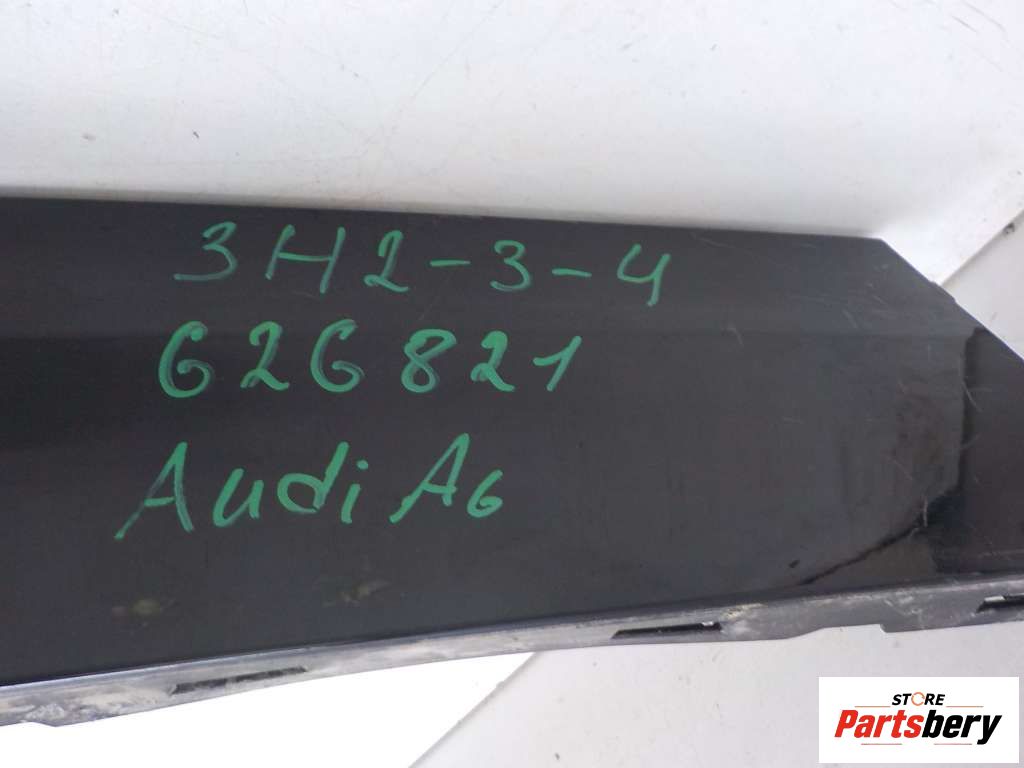 3H2-3-4
626821
Audi A6
STORE
Partsbery